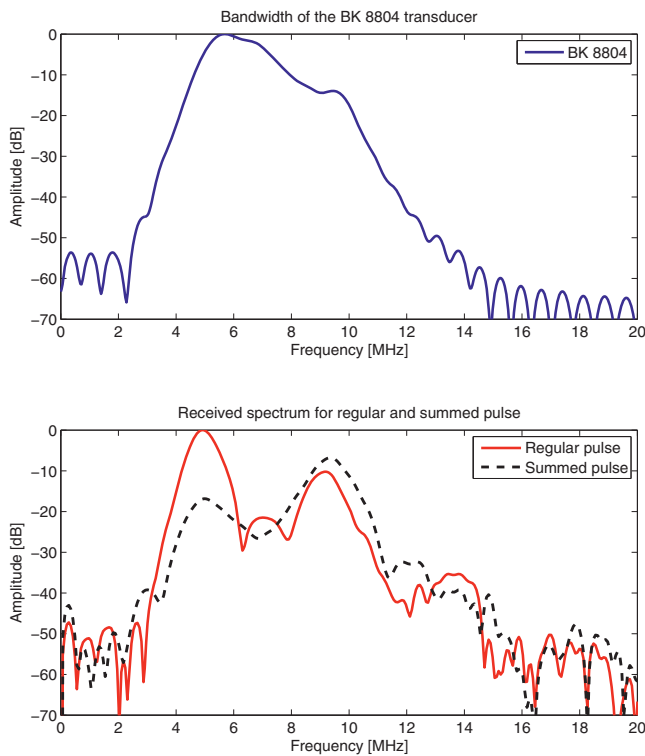 Bandwidth of the BK 8804 transducer
BK 8804
Amplitude [dB]
0
−10
−20
−30
−40
−50
−60
−70
0 2 4 6 8 10 12 14 16 18 20
Frequency [MHz]
Received spectrum for regular and summed pulse
Regular pulse
Summed pulse
Amplitude [dB]
0
−10
−20
−30
−40
−50
−60
−70
0 2 4 6 8 10 12 14 16 18 20
Frequency [MHz]